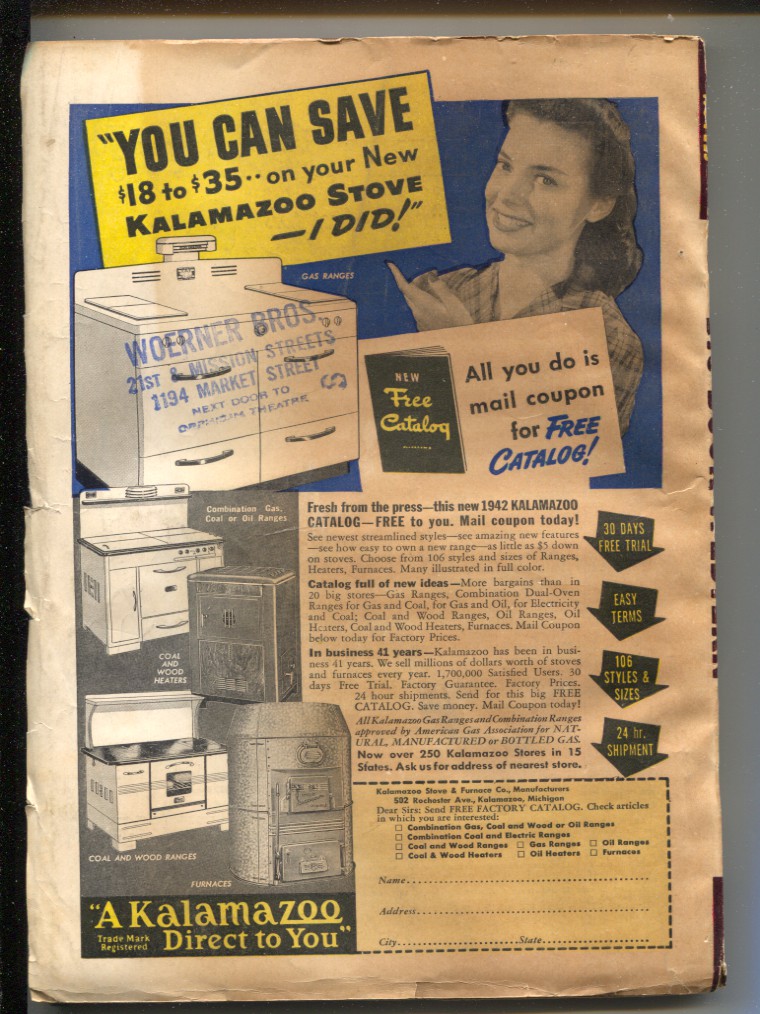 "YOU CAN SAVE
$18 to $35 ·· on your New
KALAMAZOO STOVE
—I DID!"
GAS RANGES
WOERNER BROS.
21ST & MISSION STREETS
1194 MARKET STREET
NEXT DOOR TO
ORPHEUM THEATRE
NEW
Free
Catalog
All you do is
mail coupon
for FREE
CATALOG!
Combination Gas,
Coal or Oil Ranges
COAL
AND
WOOD
HEATERS
COAL AND WOOD RANGES
FURNACES
Fresh from the press—this new 1942 KALAMAZOO
CATALOG—FREE to you. Mail coupon today!
See newest streamlined styles—see amazing new features
—see how easy to own a new range—as little as $5 down
on stoves. Choose from 106 styles and sizes of Ranges,
Heaters, Furnaces. Many illustrated in full color.
Catalog full of new ideas—More bargains than in
20 big stores—Gas Ranges, Combination Dual-Oven
Ranges for Gas and Coal, for Gas and Oil, for Electricity
and Coal; Coal and Wood Ranges, Oil Ranges, Oil
Heaters, Coal and Wood Heaters, Furnaces. Mail Coupon
below today for Factory Prices.
In business 41 years—Kalamazoo has been in busi-
ness 41 years. We sell millions of dollars worth of stoves
and furnaces every year. 1,700,000 Satisfied Users. 30
days Free Trial. Factory Guarantee. Factory Prices.
24 hour shipments. Send for this big FREE
CATALOG. Save money. Mail Coupon today!
All Kalamazoo Gas Ranges and Combination Ranges
approved by American Gas Association for NAT-
URAL, MANUFACTURED or BOTTLED GAS.
Now over 250 Kalamazoo Stores in 15
States. Ask us for address of nearest store.
30 DAYS
FREE TRIAL
EASY
TERMS
106
STYLES &
SIZES
24 hr.
SHIPMENT
Kalamazoo Stove & Furnace Co., Manufacturers
502 Rochester Ave., Kalamazoo, Michigan
Dear Sirs: Send FREE FACTORY CATALOG. Check articles
in which you are interested:
☐ Combination Gas, Coal and Wood or Oil Ranges
☐ Combination Coal and Electric Ranges
☐ Coal and Wood Ranges ☐ Gas Ranges ☐ Oil Ranges
☐ Coal & Wood Heaters ☐ Oil Heaters ☐ Furnaces
Name
Address
City State
"A Kalamazoo
Trade Mark
Registered
Direct to You"